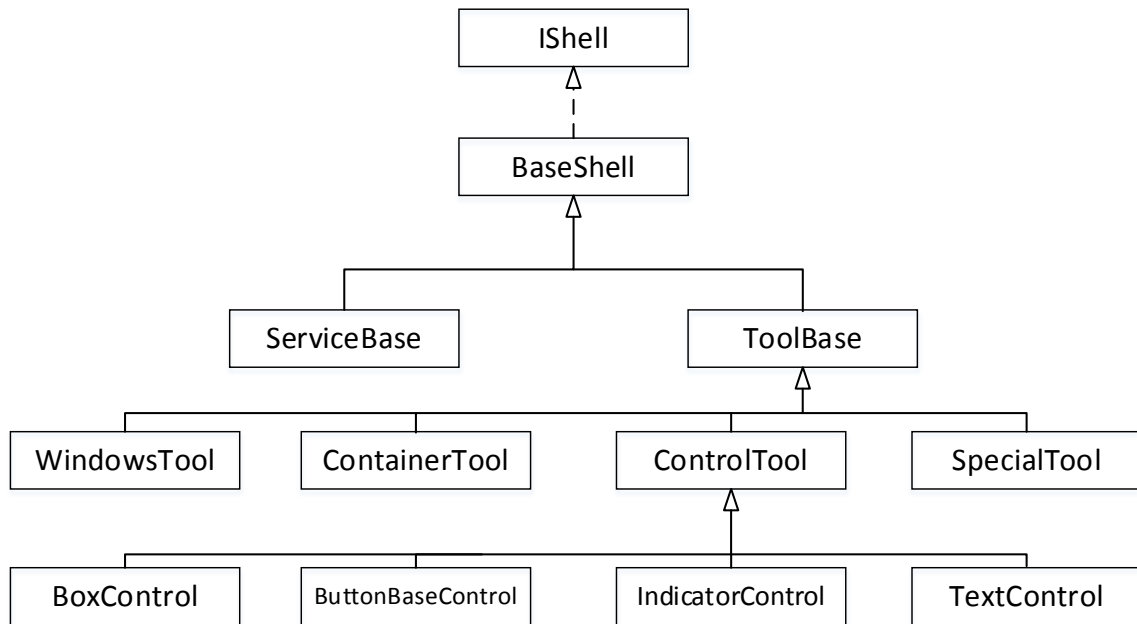 IShell
BaseShell
ServiceBase
ToolBase
WindowsTool
ContainerTool
ControlTool
SpecialTool
BoxControl
ButtonBaseControl
IndicatorControl
TextControl